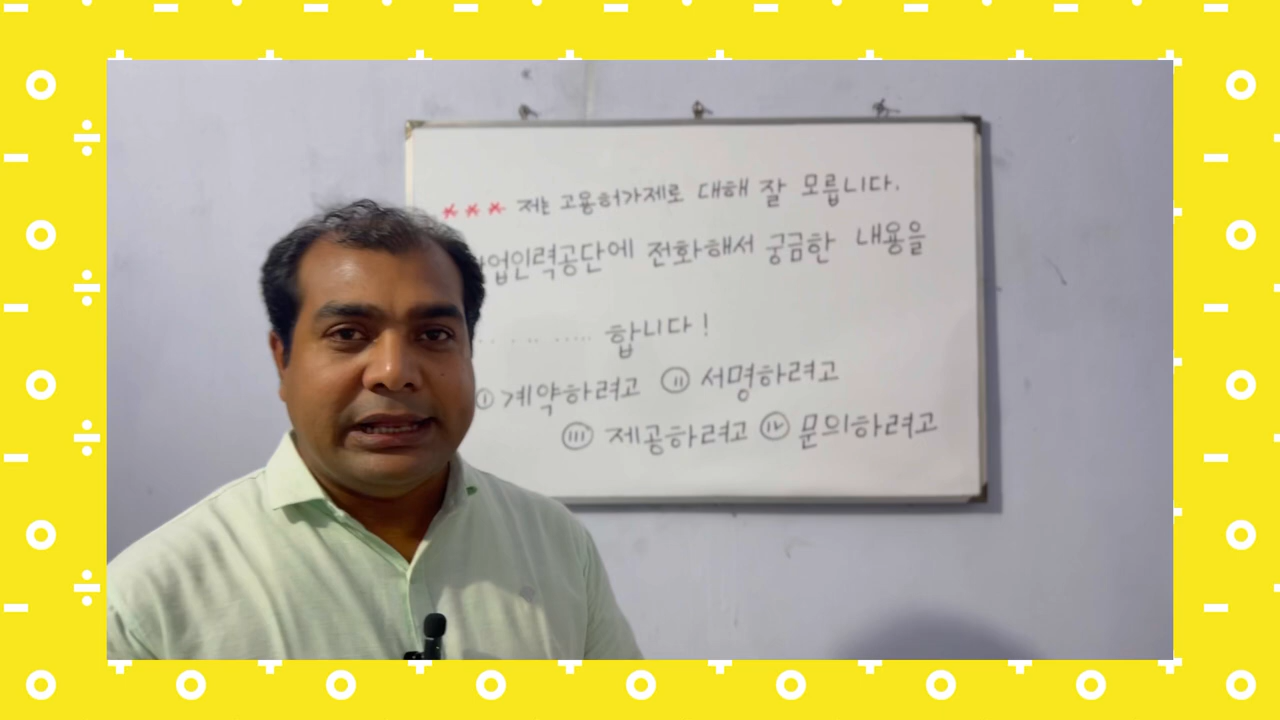 *** 저는 고용허가제로 대해 잘 모릅니다.
업인력공단에 전화해서 궁금한 내용을
합니다!
① 계약하려고 ⑪ 서명하려고
ⓘⓘⓘ 제공하려고 ⓘⓥ 문의하려고